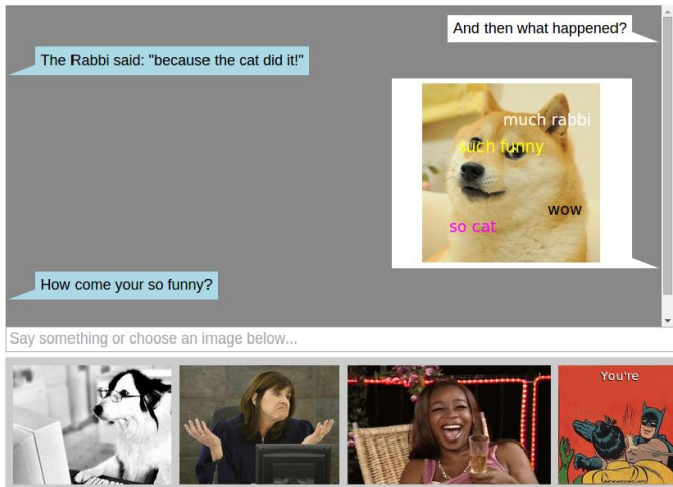 And then what happened?
The Rabbi said: "because the cat did it!"
much rabbi
such funny
wow
so cat
How come your so funny?
Say something or choose an image below...
You're